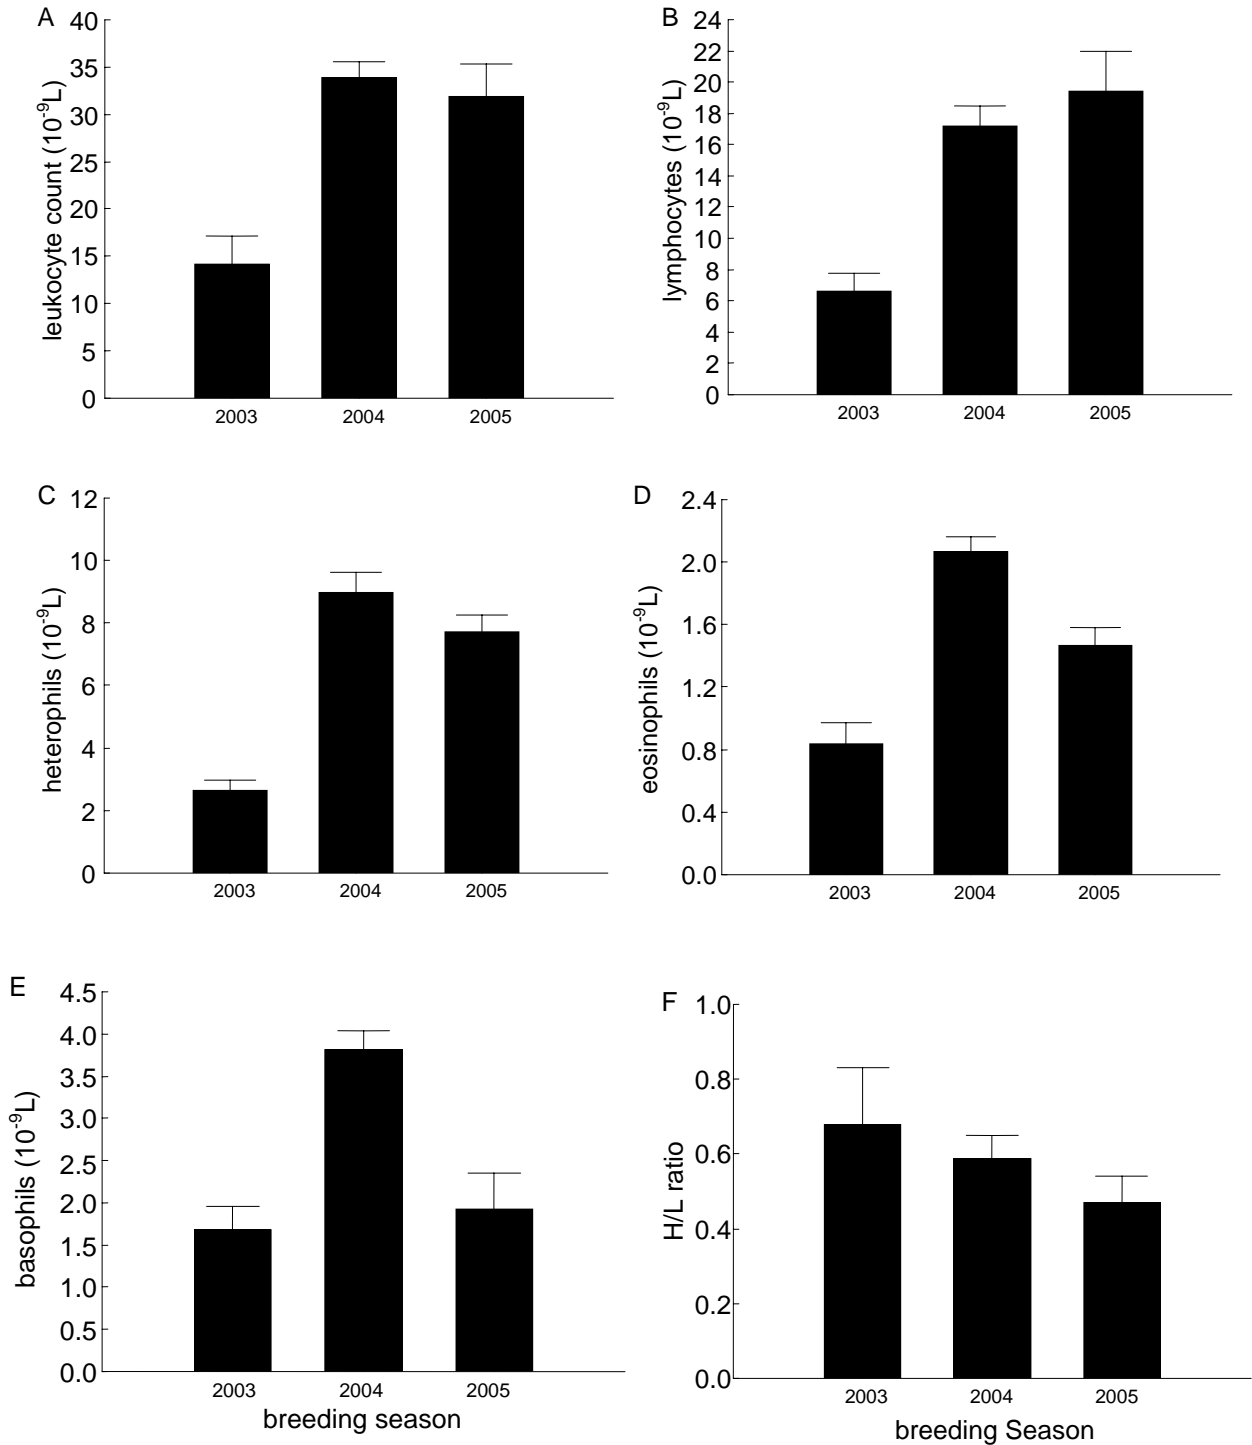 A
leukocyte count (10⁻⁹L)
40
35
30
25
20
15
10
5
0
2003 2004 2005
B
lymphocytes (10⁻⁹L)
24
22
20
18
16
14
12
10
8
6
4
2
0
2003 2004 2005
C
heterophils (10⁻⁹L)
12
10
8
6
4
2
0
2003 2004 2005
D
eosinophils (10⁻⁹L)
2.4
2.0
1.6
1.2
0.8
0.4
0.0
2003 2004 2005
E
basophils (10⁻⁹L)
4.5
4.0
3.5
3.0
2.5
2.0
1.5
1.0
0.5
0.0
2003 2004 2005
breeding season
F
H/L ratio
1.0
0.8
0.6
0.4
0.2
0.0
2003 2004 2005
breeding Season